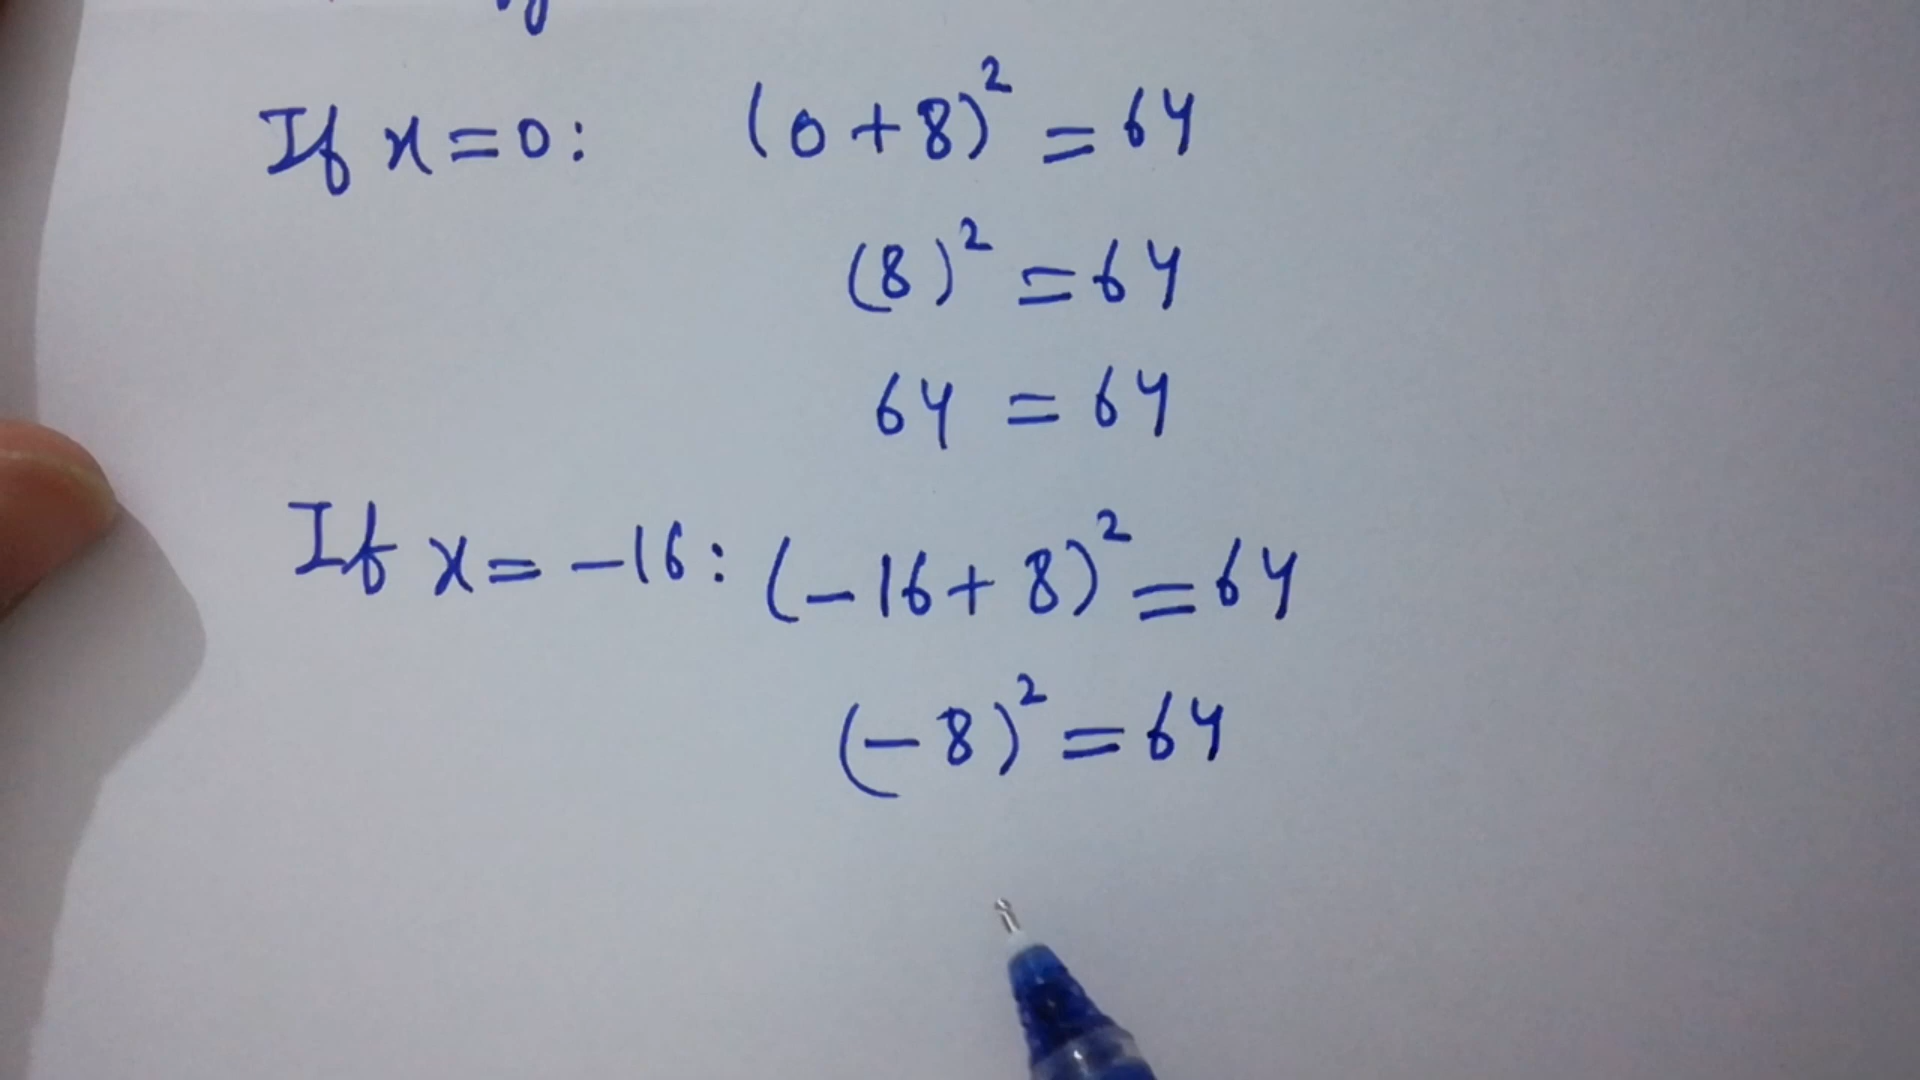 If x=0: (0+8)² = 64
(8)² = 64
64 = 64
If x= -16: (-16+8)² = 64
(-8)² = 64